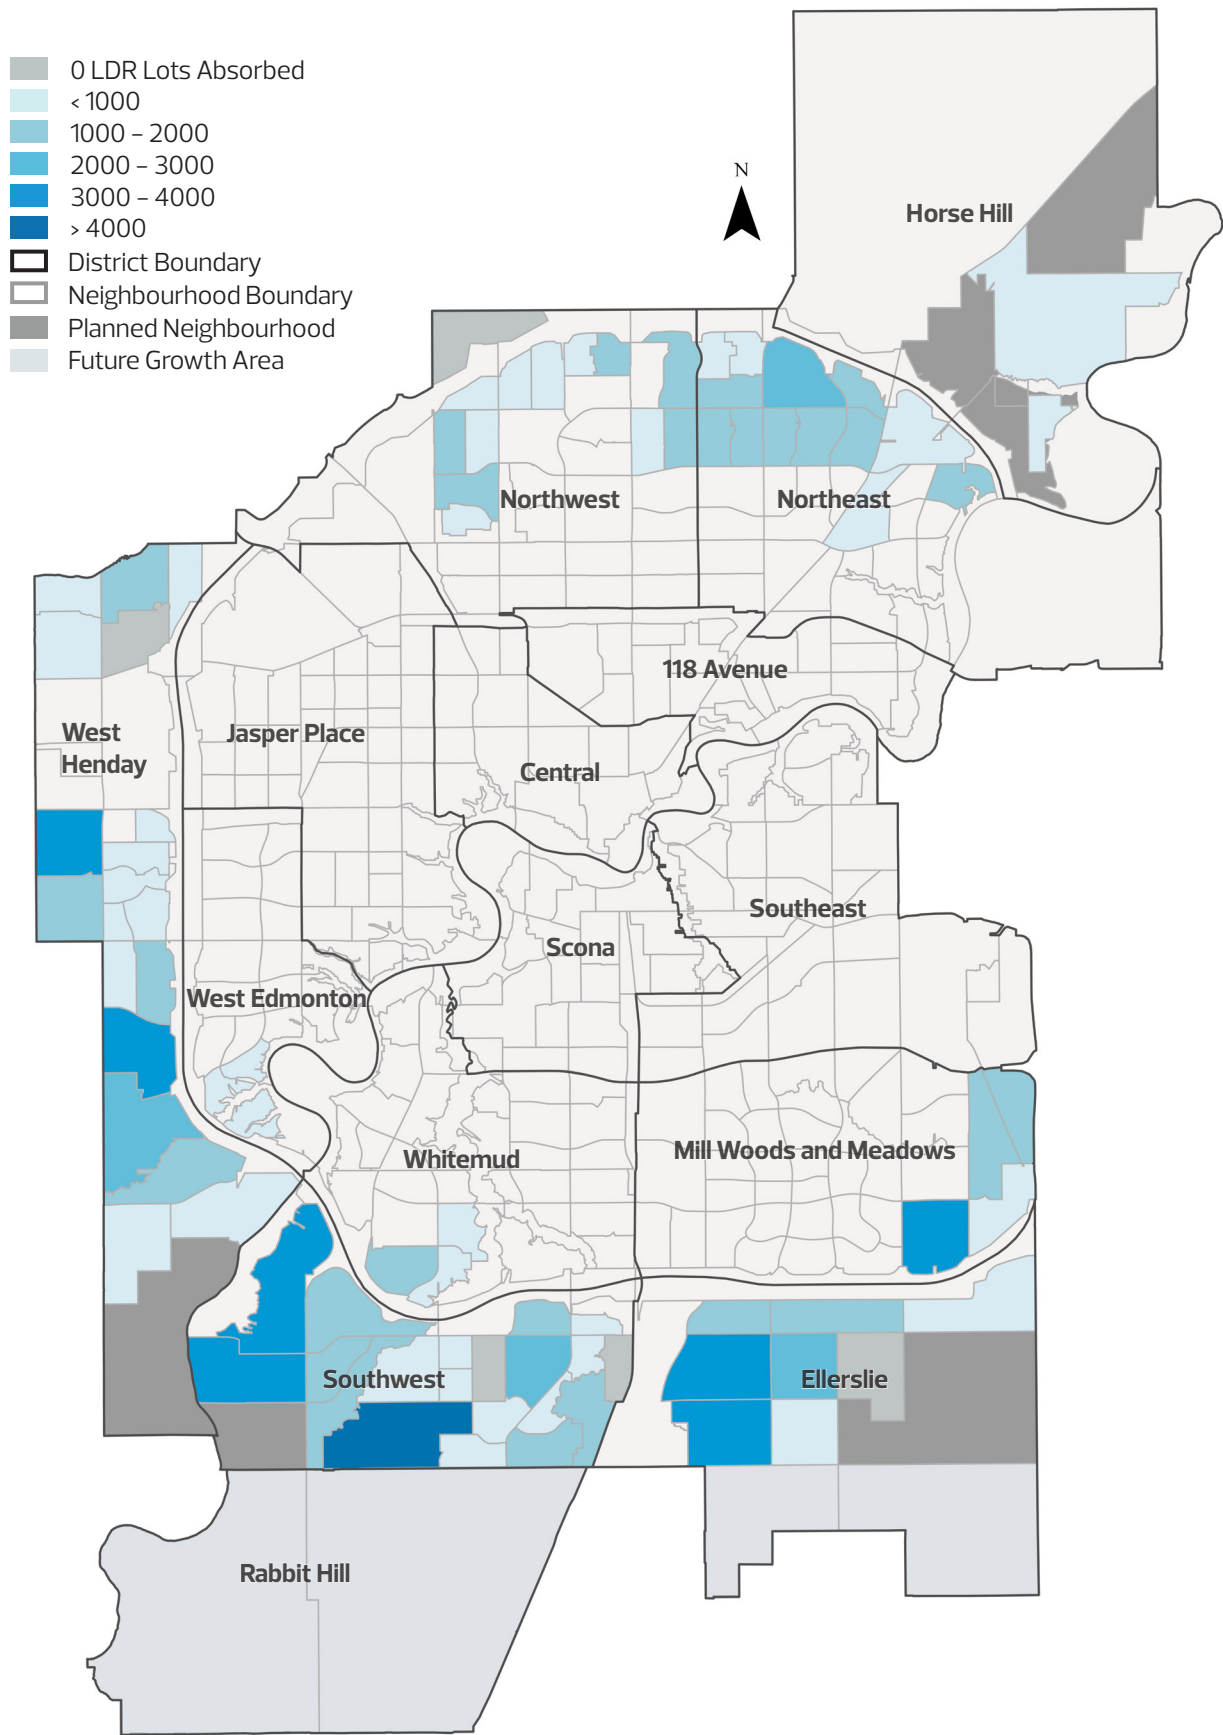 0 LDR Lots Absorbed
< 1000
1000 – 2000
2000 – 3000
3000 – 4000
> 4000
District Boundary
Neighbourhood Boundary
Planned Neighbourhood
Future Growth Area
N
Horse Hill
Northwest
Northeast
118 Avenue
West
Henday
Jasper Place
Central
Southeast
Scona
West Edmonton
Whitemud
Mill Woods and Meadows
Southwest
Ellerslie
Rabbit Hill